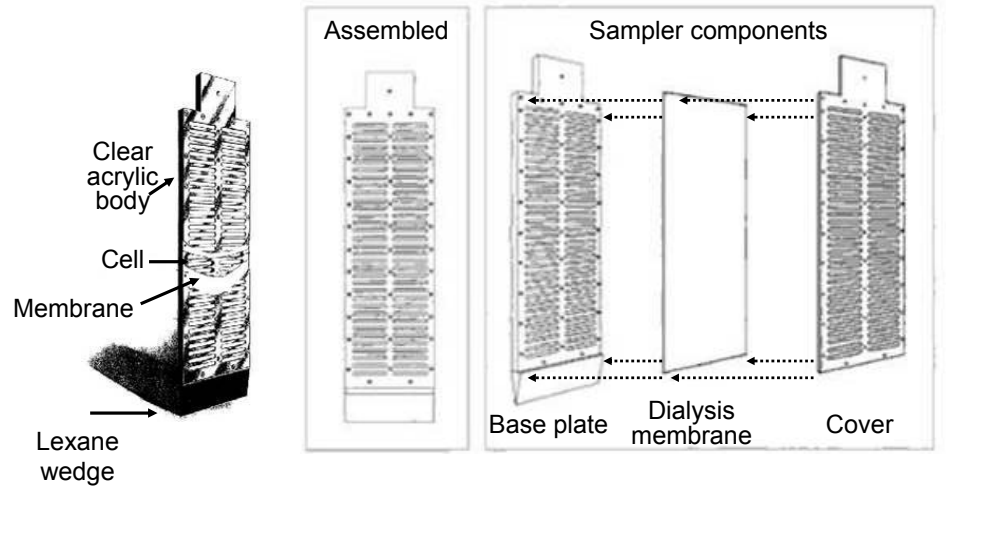 Assembled
Sampler components
Clear
acrylic
body
Cell
Membrane
Lexane
wedge
Base plate
Dialysis
membrane
Cover